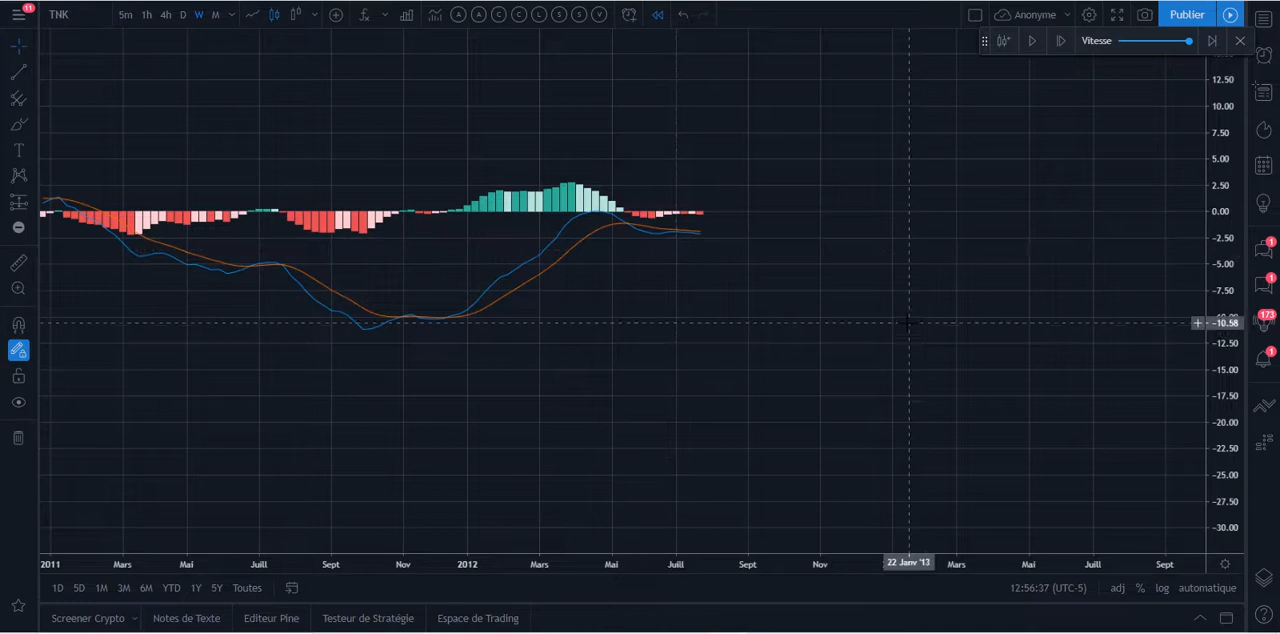 11
TNK
5m 1h 4h D W M
A A C C L S S V
Anonyme
Publier
Vitesse
12.50
10.00
7.50
5.00
2.50
0.00
−2.50
−5.00
−7.50
−10.58
−12.50
−15.00
−17.50
−20.00
−22.50
−25.00
−27.50
−30.00
1
1
173
1
2011 Mars Mai Juill Sept Nov 2012 Mars Mai Juill Sept Nov 22 Janv '13 Mars Mai Juill Sept
1D 5D 1M 3M 6M YTD 1Y 5Y Toutes
12:56:37 (UTC-5) adj % log automatique
Screener Crypto Notes de Texte Editeur Pine Testeur de Stratégie Espace de Trading